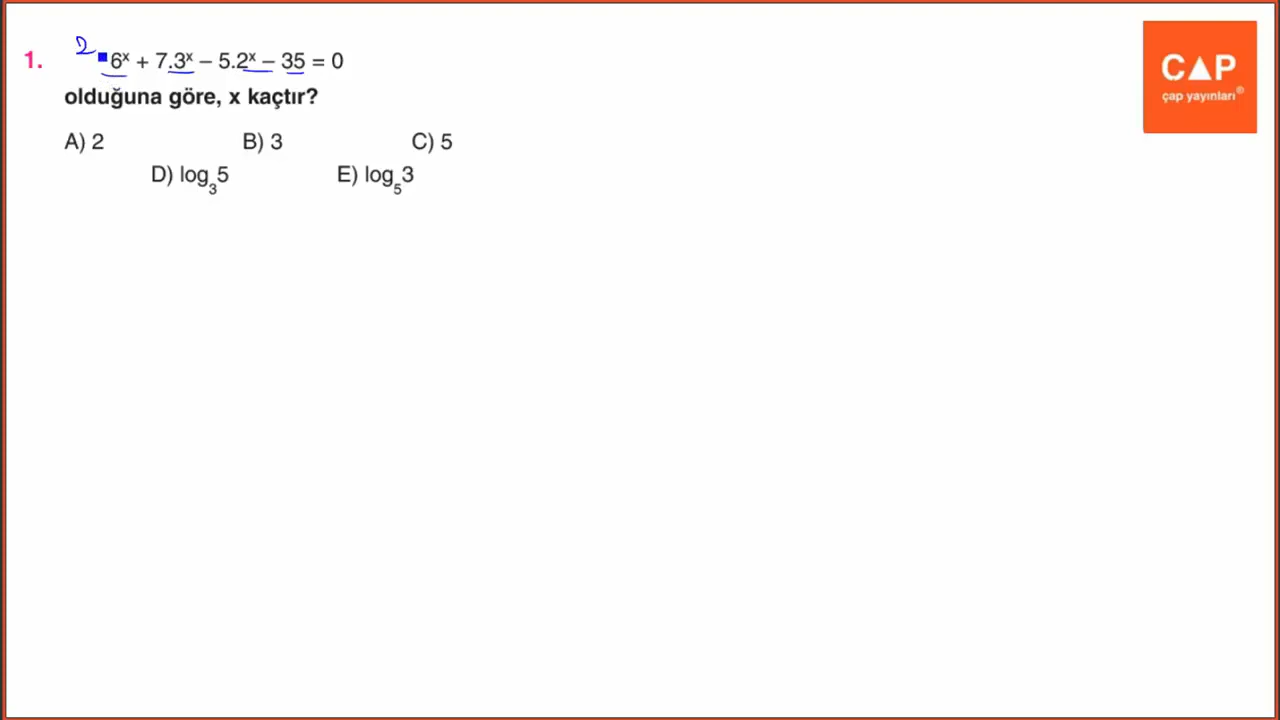 2
1. 6ˣ + 7.3ˣ – 5.2ˣ – 35 = 0
olduğuna göre, x kaçtır?
A) 2 B) 3 C) 5
D) log₃5 E) log₅3
CAP
çap yayınları®